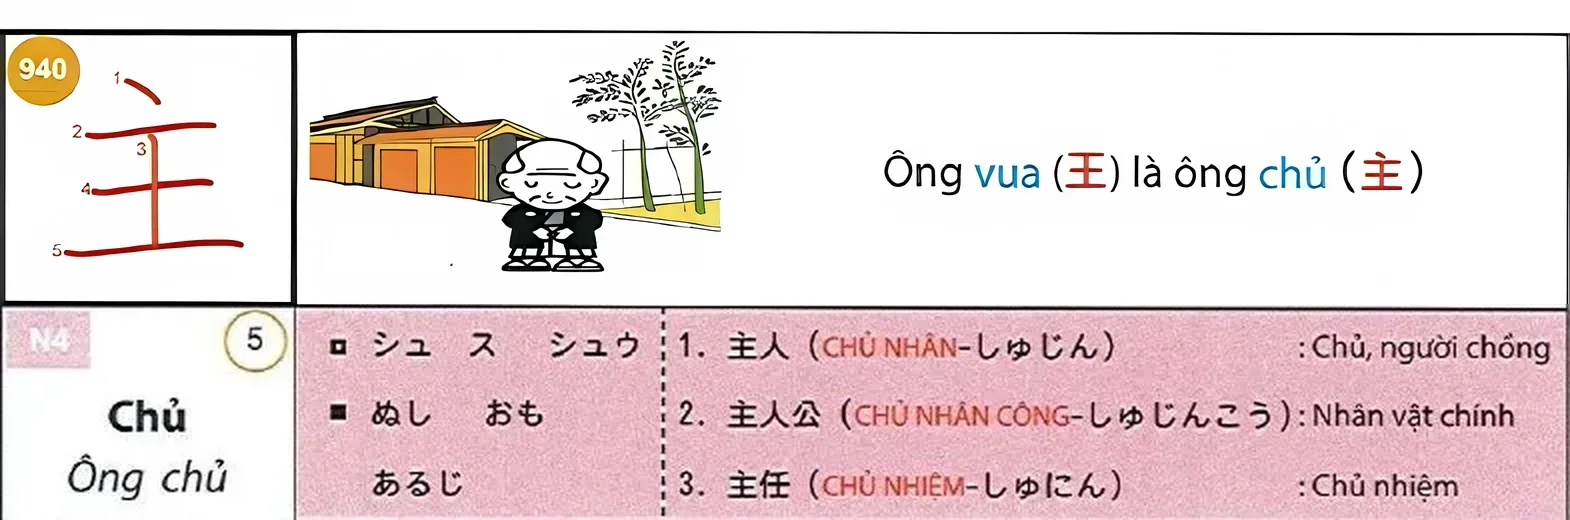 940
1
2
3
4
5
Ông vua (王) là ông chủ (主)
N4
5
Chủ
Ông chủ
シュ ス シュウ
ぬし おも
あるじ
1. 主人 (CHỦ NHÂN-しゅじん) : Chủ, người chồng
2. 主人公 (CHỦ NHÂN CÔNG-しゅじんこう) : Nhân vật chính
3. 主任 (CHỦ NHIỆM-しゅにん) : Chủ nhiệm